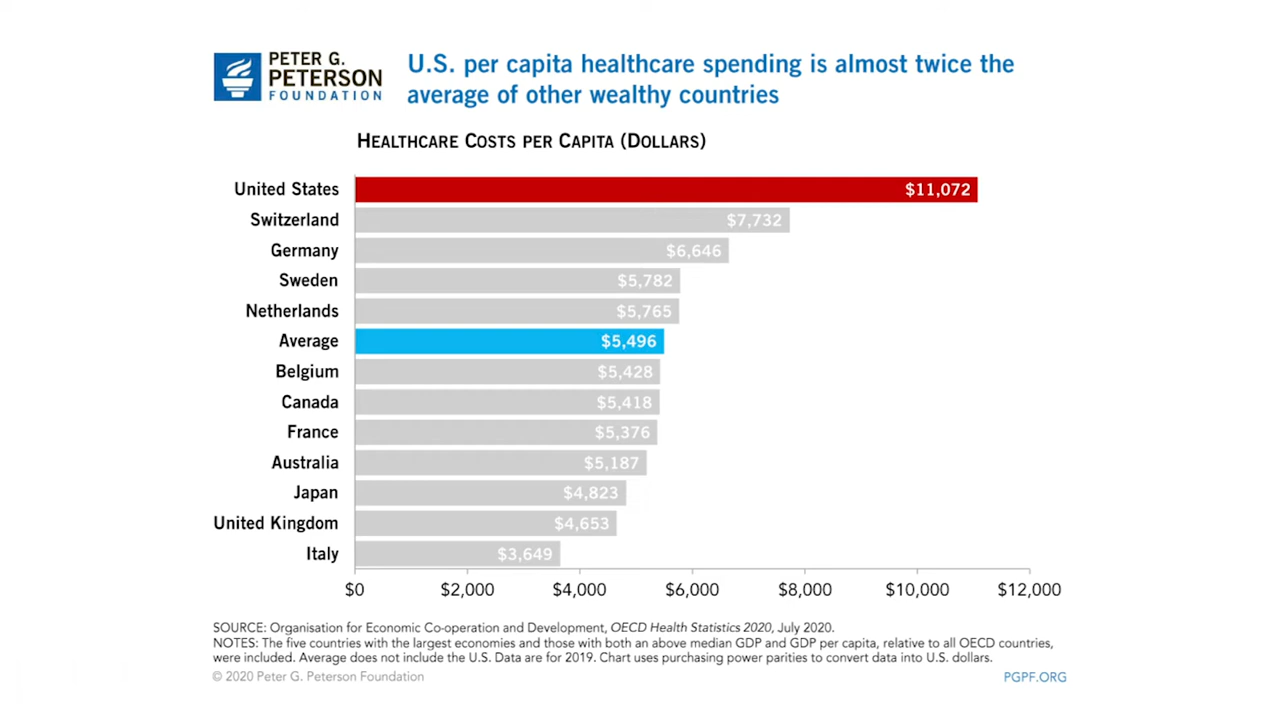 PETER G.
PETERSON
FOUNDATION
U.S. per capita healthcare spending is almost twice the
average of other wealthy countries
HEALTHCARE COSTS PER CAPITA (DOLLARS)
United States $11,072
Switzerland $7,732
Germany $6,646
Sweden $5,782
Netherlands $5,765
Average $5,496
Belgium $5,428
Canada $5,418
France $5,376
Australia $5,187
Japan $4,823
United Kingdom $4,653
Italy $3,649
$0 $2,000 $4,000 $6,000 $8,000 $10,000 $12,000
SOURCE: Organisation for Economic Co-operation and Development, OECD Health Statistics 2020, July 2020.
NOTES: The five countries with the largest economies and those with both an above median GDP and GDP per capita, relative to all OECD countries,
were included. Average does not include the U.S. Data are for 2019. Chart uses purchasing power parities to convert data into U.S. dollars.
© 2020 Peter G. Peterson Foundation PGPF.ORG